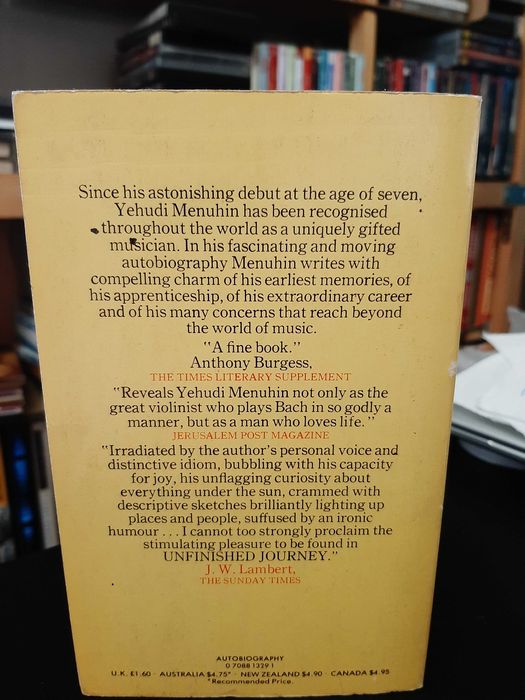 Since his astonishing debut at the age of seven,
Yehudi Menuhin has been recognised
throughout the world as a uniquely gifted
musician. In his fascinating and moving
autobiography Menuhin writes with
compelling charm of his earliest memories, of
his apprenticeship, of his extraordinary career
and of his many concerns that reach beyond
the world of music.
"A fine book."
Anthony Burgess,
THE TIMES LITERARY SUPPLEMENT
"Reveals Yehudi Menuhin not only as the
great violinist who plays Bach in so godly a
manner, but as a man who loves life."
JERUSALEM POST MAGAZINE
"Irradiated by the author's personal voice and
distinctive idiom, bubbling with his capacity
for joy, his unflagging curiosity about
everything under the sun, crammed with
descriptive sketches brilliantly lighting up
places and people, suffused by an ironic
humour . . . I cannot too strongly proclaim the
stimulating pleasure to be found in
UNFINISHED JOURNEY."
J. W. Lambert,
THE SUNDAY TIMES
AUTOBIOGRAPHY
0 7088 1329 1
U.K. £1.60 · AUSTRALIA $4.75* · NEW ZEALAND $4.90 · CANADA $4.95
*Recommended Price.